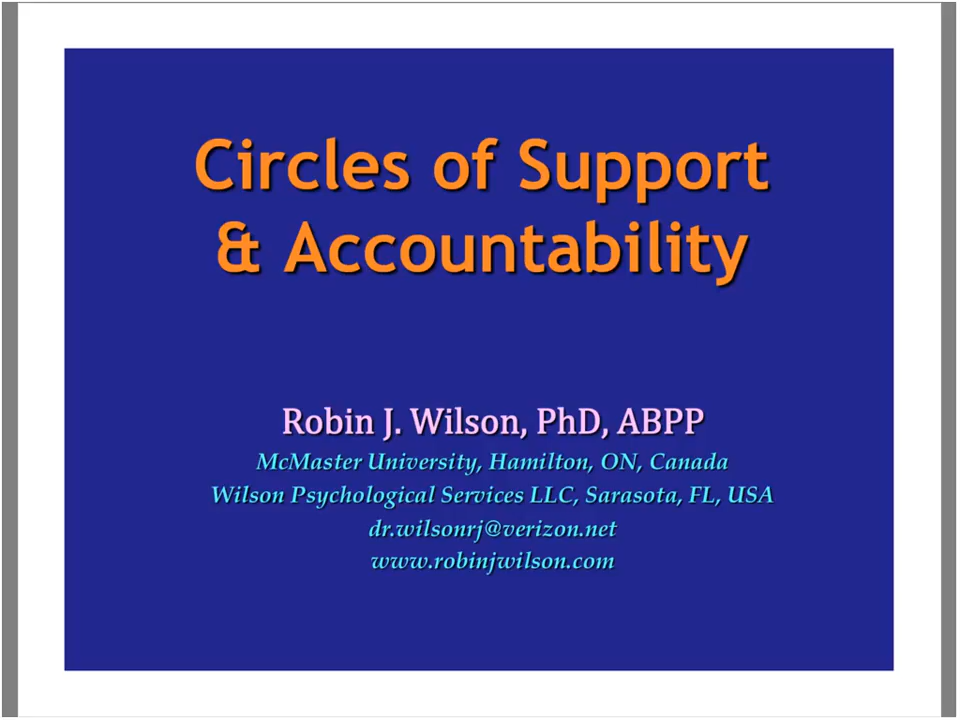 Circles of Support
& Accountability
Robin J. Wilson, PhD, ABPP
McMaster University, Hamilton, ON, Canada
Wilson Psychological Services LLC, Sarasota, FL, USA
dr.wilsonrj@verizon.net
www.robinjwilson.com